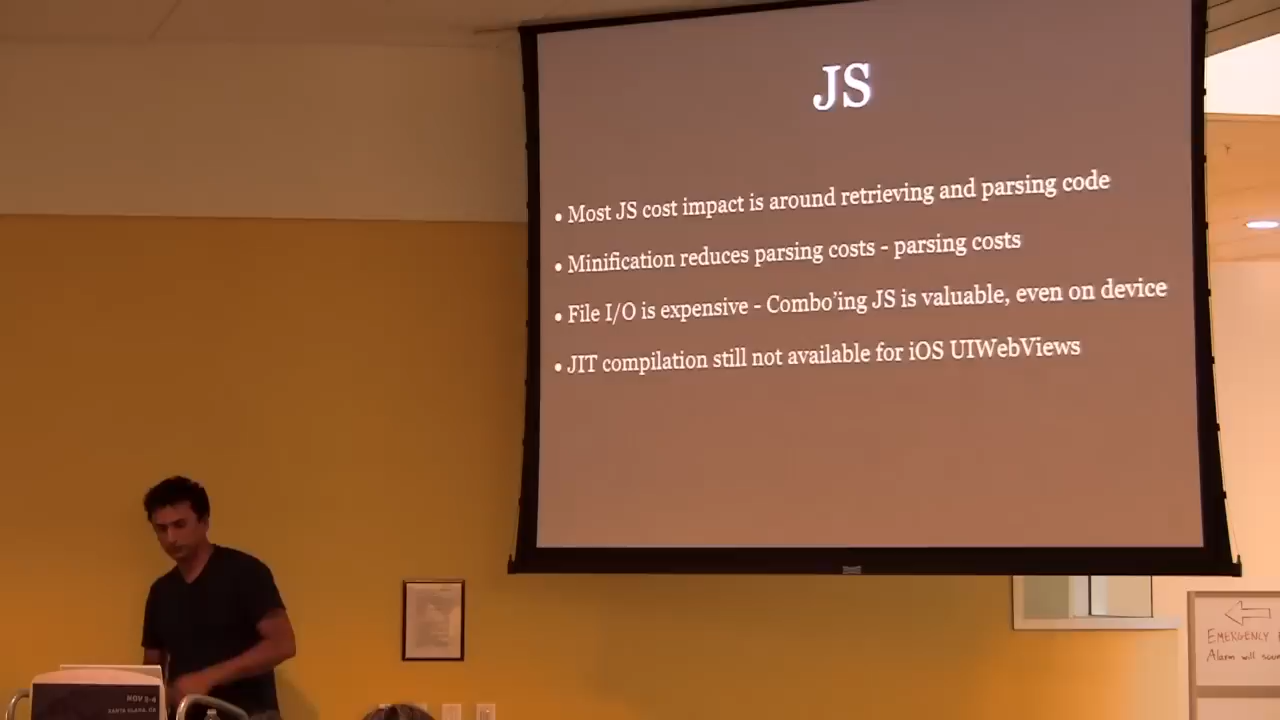 JS
• Most JS cost impact is around retrieving and parsing code
• Minification reduces parsing costs - parsing costs
• File I/O is expensive - Combo'ing JS is valuable, even on device
• JIT compilation still not available for iOS UIWebViews
NOV 5-6
SANTA CLARA, CA
EMERGENCY
Alarm will